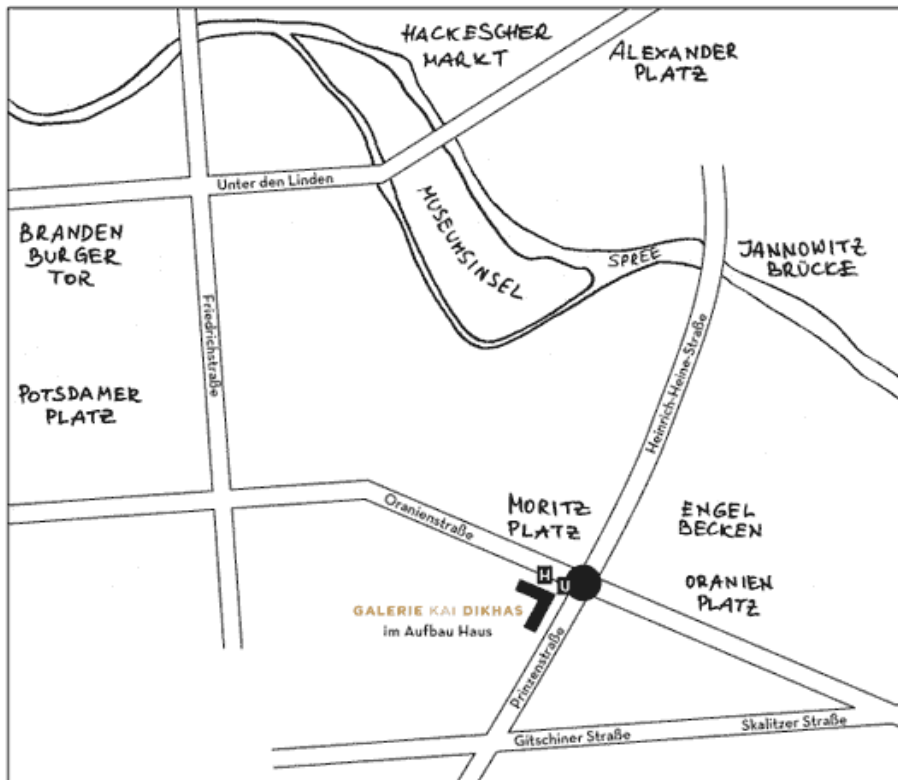 HACKESCHER
MARKT
ALEXANDER
PLATZ
Unter den Linden
BRANDEN
BURGER
TOR
MUSEUMSINSEL
SPREE
JANNOWITZ
BRÜCKE
Friedrichstraße
Heinrich-Heine-Straße
POTSDAMER
PLATZ
Oranienstraße
MORITZ
PLATZ
ENGEL
BECKEN
H
U
ORANIEN
PLATZ
GALERIE KAI DIKHAS
im Aufbau Haus
Prinzenstraße
Gitschiner Straße
Skalitzer Straße